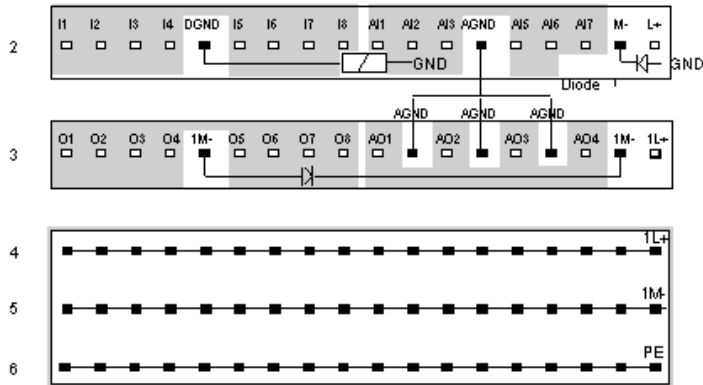 I1 I2 I3 I4 DGND I5 I6 I7 I8 AI1 AI2 AI3 AGND AI5 AI6 AI7 M- L+
2
GND GND
Diode
AGND AGND AGND
O1 O2 O3 O4 1M- O5 O6 O7 O8 AO1 AO2 AO3 AO4 1M- 1L+
3
1L+
4
1M-
5
PE
6